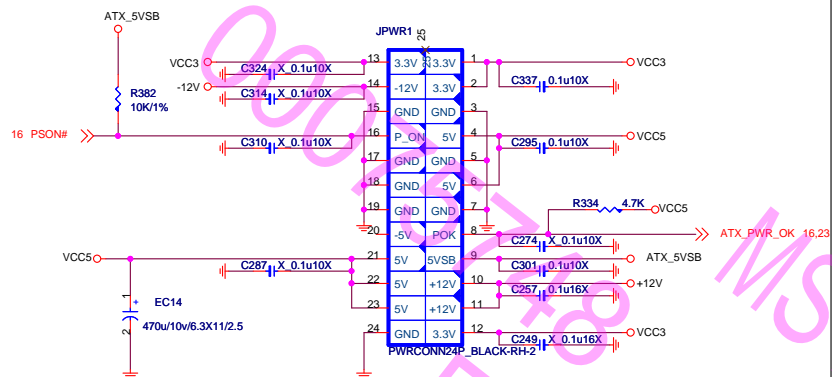 ATX_5VSB
R382
10K/1%
16 PSON#
VCC3
C324 X_0.1u10X
-12V
C314 X_0.1u10X
C310 X_0.1u10X
VCC5
C287 X_0.1u10X
1
+
EC14
2
470u/10v/6.3X11/2.5
JPWR1
25
25
13 3.3V 3.3V 1
14 -12V 3.3V 2
15 GND GND 3
16 P_ON 5V 4
17 GND GND 5
18 GND 5V 6
19 GND GND 7
20 -5V POK 8
21 5V 5VSB 9
22 5V +12V 10
23 5V +12V 11
24 GND 3.3V 12
PWRCONN24P_BLACK-RH-2
VCC3
C337 0.1u10X
VCC5
C295 0.1u10X
R334 4.7K
VCC5
ATX_PWR_OK 16,23
C274 X_0.1u10X
ATX_5VSB
C301 0.1u10X
+12V
C257 0.1u16X
VCC3
C249 X_0.1u16X
00075748
MS